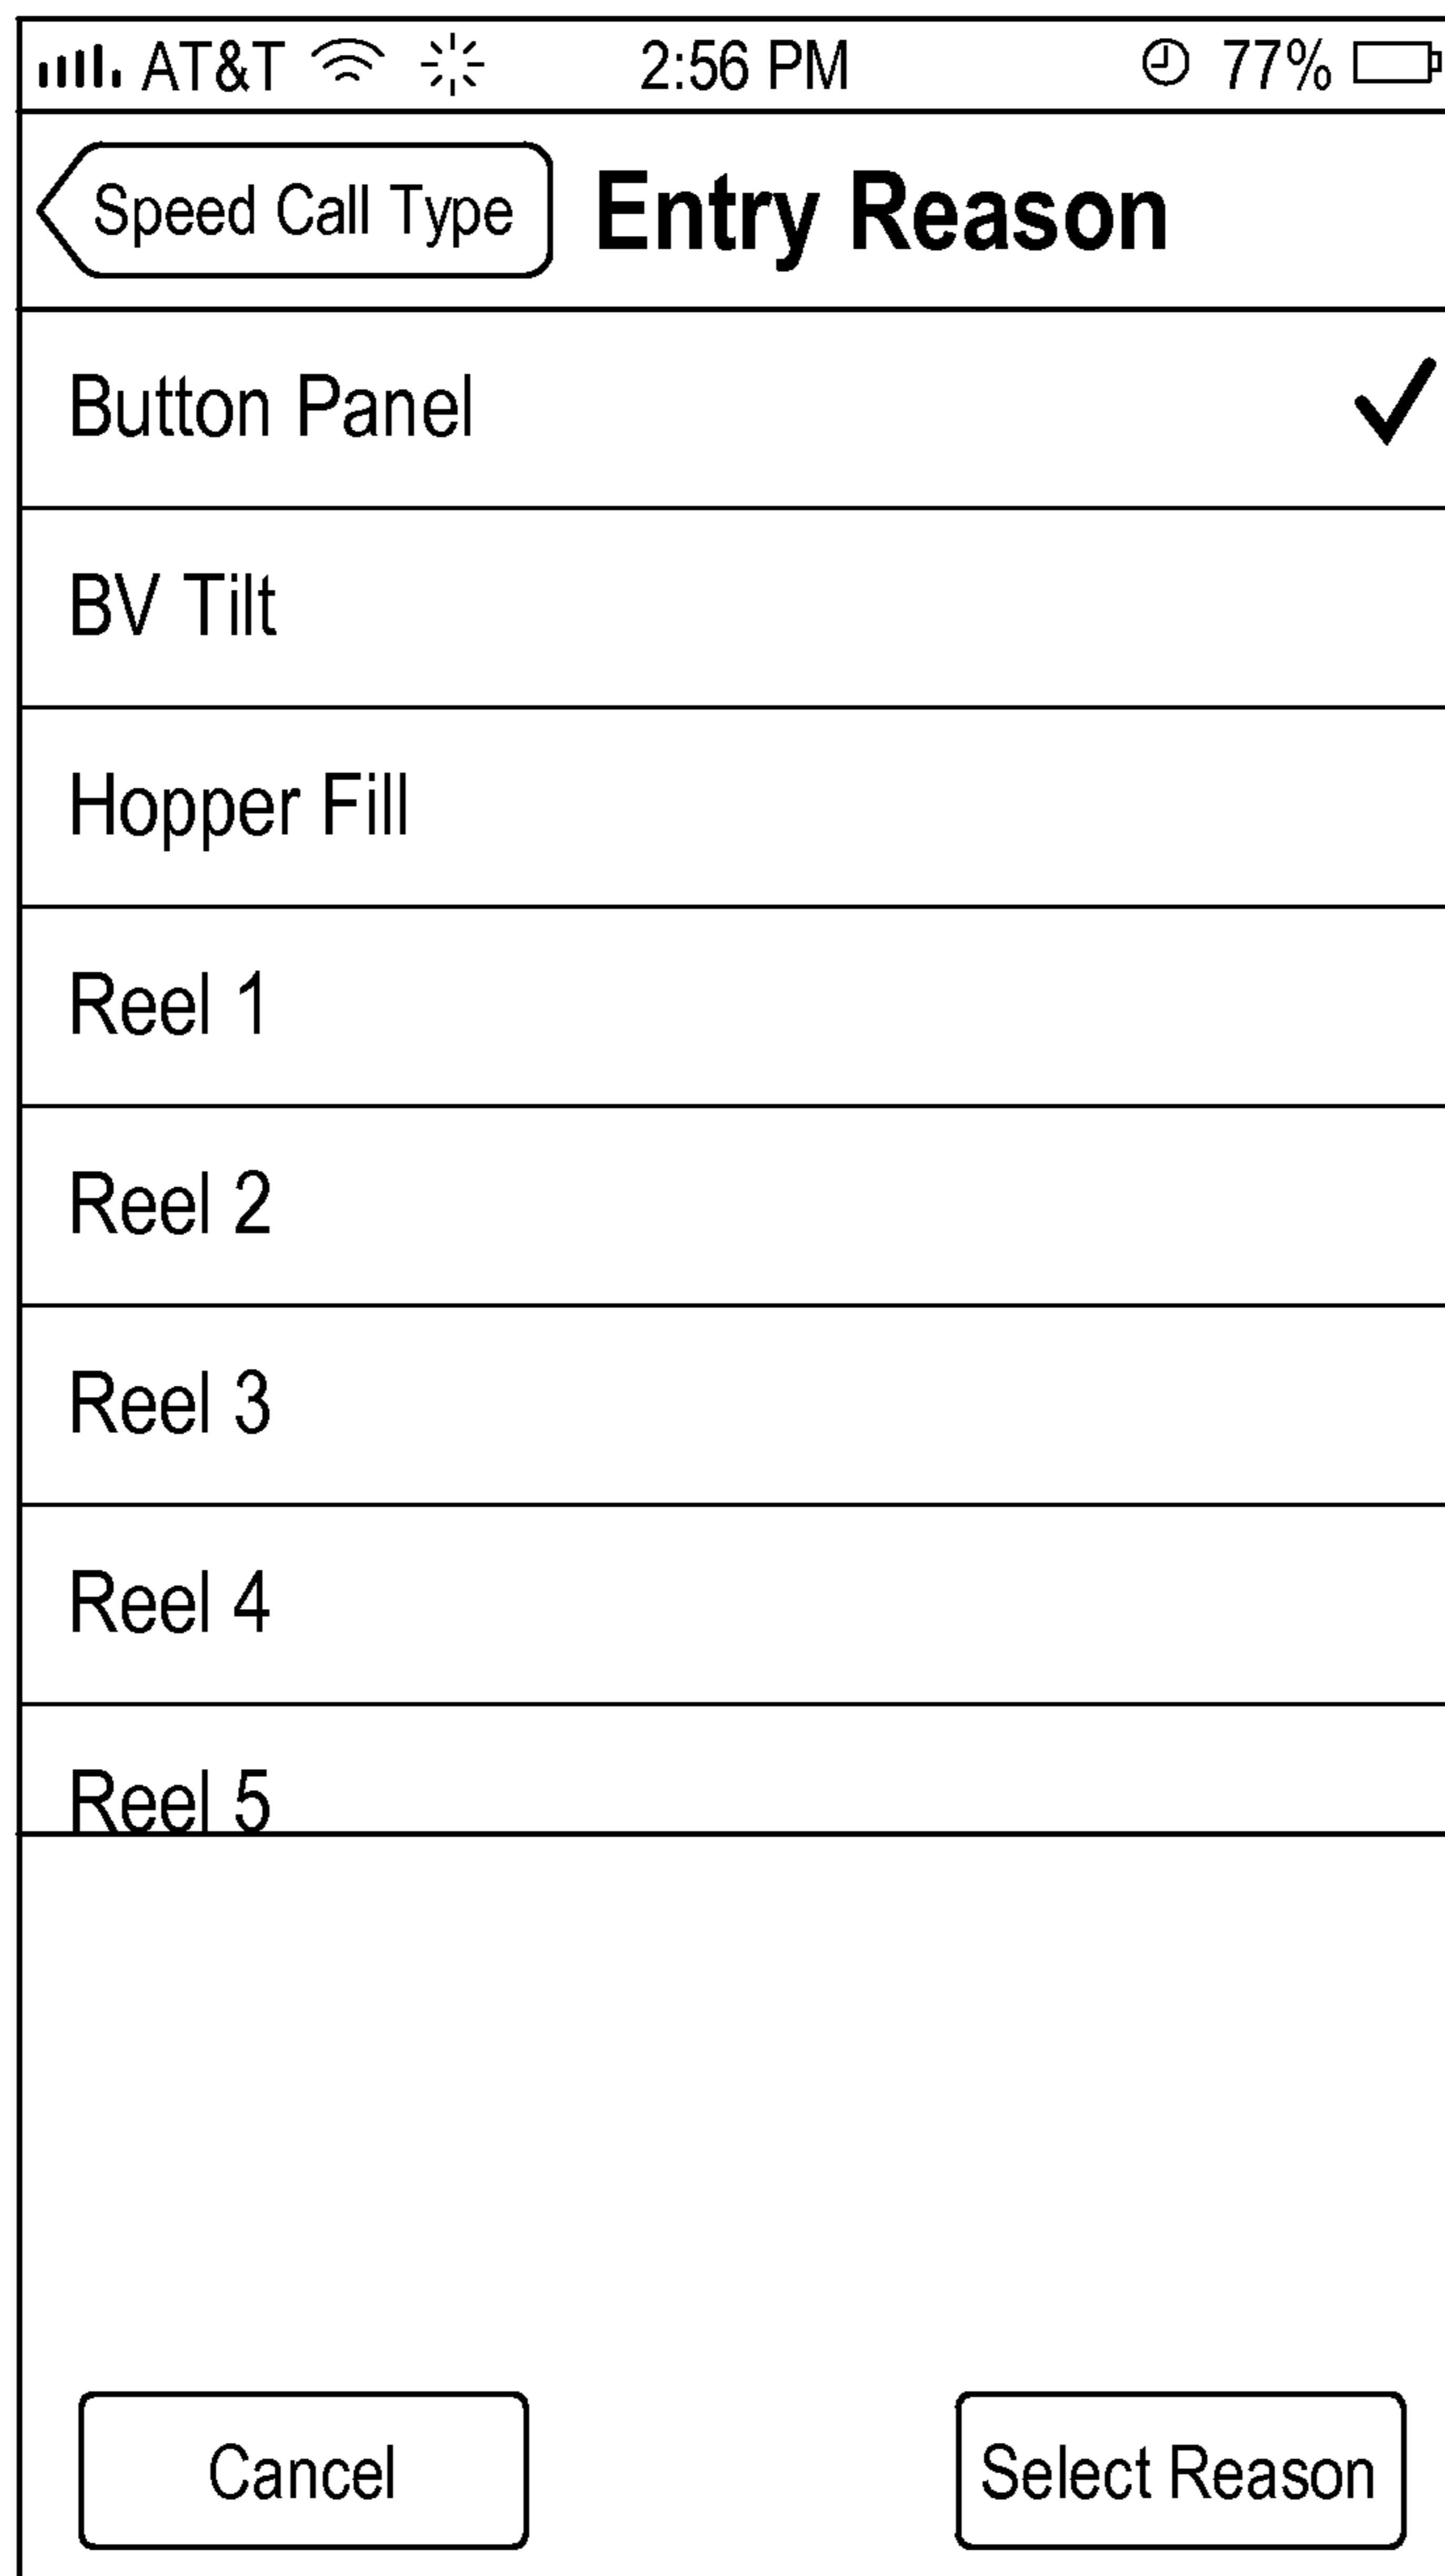 AT&T 2:56 PM 77%
Speed Call Type Entry Reason
Button Panel
BV Tilt
Hopper Fill
Reel 1
Reel 2
Reel 3
Reel 4
Reel 5
Cancel Select Reason